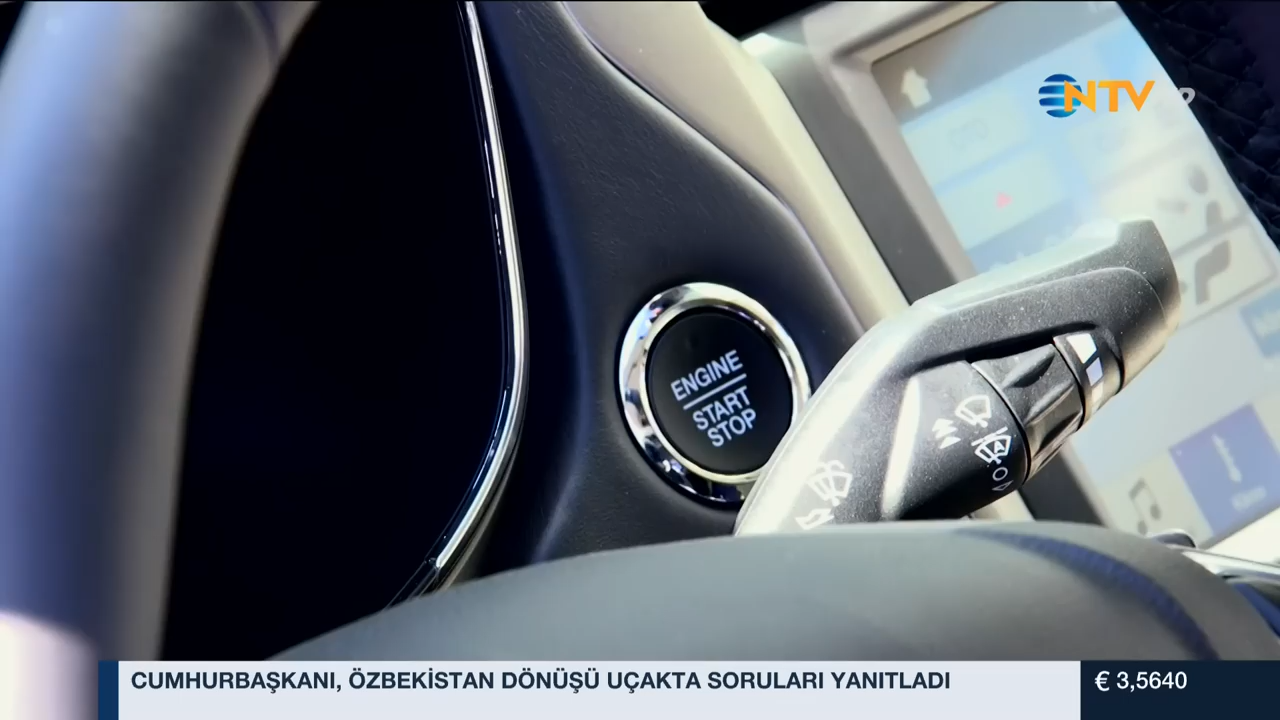 NTV
ENGINE
START
STOP
A
CUMHURBAŞKANI, ÖZBEKİSTAN DÖNÜŞÜ UÇAKTA SORULARI YANITLADI
€ 3,5640